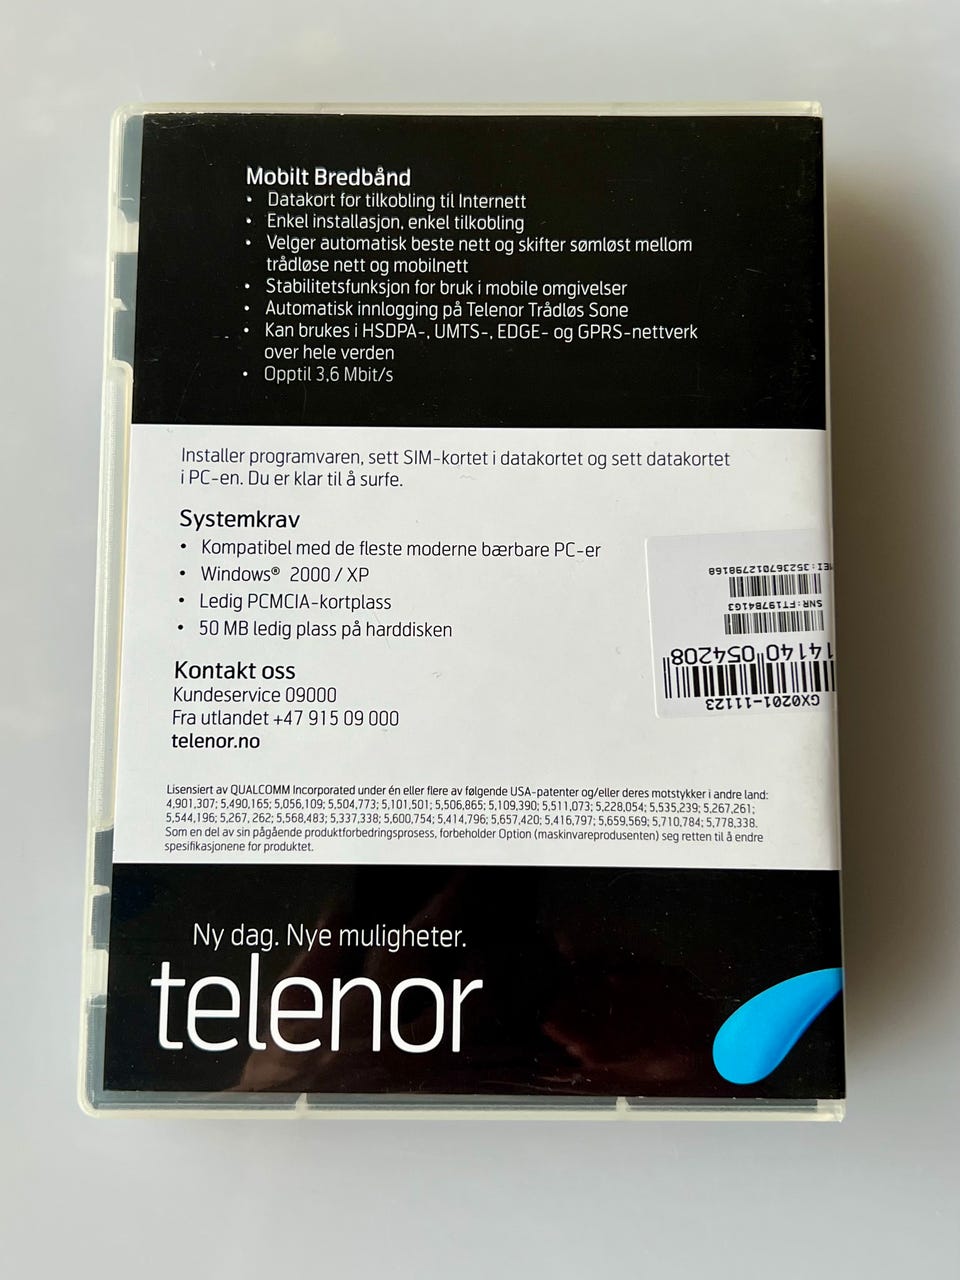 Mobilt Bredbånd
• Datakort for tilkobling til Internett
• Enkel installasjon, enkel tilkobling
• Velger automatisk beste nett og skifter sømløst mellom
trådløse nett og mobilnett
• Stabilitetsfunksjon for bruk i mobile omgivelser
• Automatisk innlogging på Telenor Trådløs Sone
• Kan brukes i HSDPA-, UMTS-, EDGE- og GPRS-nettverk
over hele verden
• Opptil 3,6 Mbit/s
Installer programvaren, sett SIM-kortet i datakortet og sett datakortet
i PC-en. Du er klar til å surfe.
Systemkrav
• Kompatibel med de fleste moderne bærbare PC-er
• Windows® 2000 / XP
• Ledig PCMCIA-kortplass
• 50 MB ledig plass på harddisken
Kontakt oss
Kundeservice 09000
Fra utlandet +47 915 09 000
telenor.no
GX0201-11123
14140 054208
SNR:FT197B41G3
MEI:352367012798168
Lisensiert av QUALCOMM Incorporated under én eller flere av følgende USA-patenter og/eller deres motstykker i andre land:
4,901,307; 5,490,165; 5,056,109; 5,504,773; 5,101,501; 5,506,865; 5,109,390; 5,511,073; 5,228,054; 5,535,239; 5,267,261;
5,544,196; 5,267,262; 5,568,483; 5,337,338; 5,600,754; 5,414,796; 5,657,420; 5,416,797; 5,659,569; 5,710,784; 5,778,338.
Som en del av sin pågående produktforbedringsprosess, forbeholder Option (maskinvareprodusenten) seg retten til å endre
spesifikasjonene for produktet.
Ny dag. Nye muligheter.
telenor